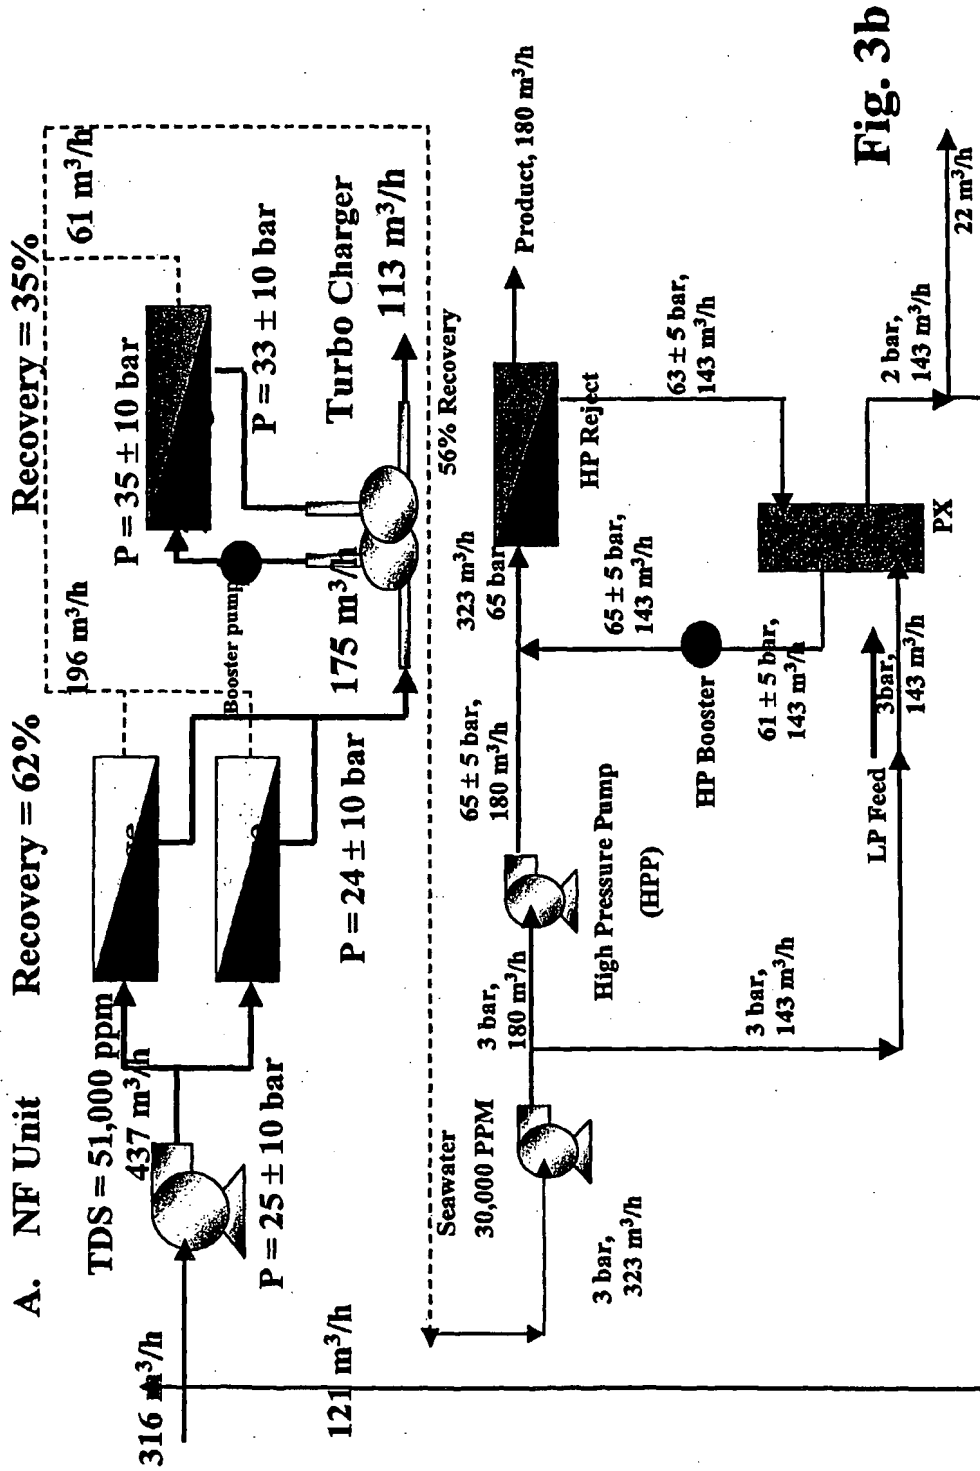 A. NF Unit
Recovery = 62%
Recovery = 35%
TDS = 51,000 ppm
437 m³/h
196 m³/h
61 m³/h
P = 35 ± 10 bar
P = 33 ± 10 bar
Booster pump
Turbo Charger
175 m³/h
113 m³/h
316 m³/h
P = 25 ± 10 bar
P = 24 ± 10 bar
121 m³/h
Seawater
30,000 PPM
3 bar,
323 m³/h
3 bar,
180 m³/h
65 ± 5 bar,
180 m³/h
323 m³/h
65 bar
56% Recovery
Product, 180 m³/h
High Pressure Pump
(HPP)
HP Reject
65 ± 5 bar,
143 m³/h
63 ± 5 bar,
143 m³/h
HP Booster
61 ± 5 bar,
143 m³/h
3 bar,
143 m³/h
LP Feed
3bar,
143 m³/h
PX
2 bar,
143 m³/h
22 m³/h
Fig. 3b